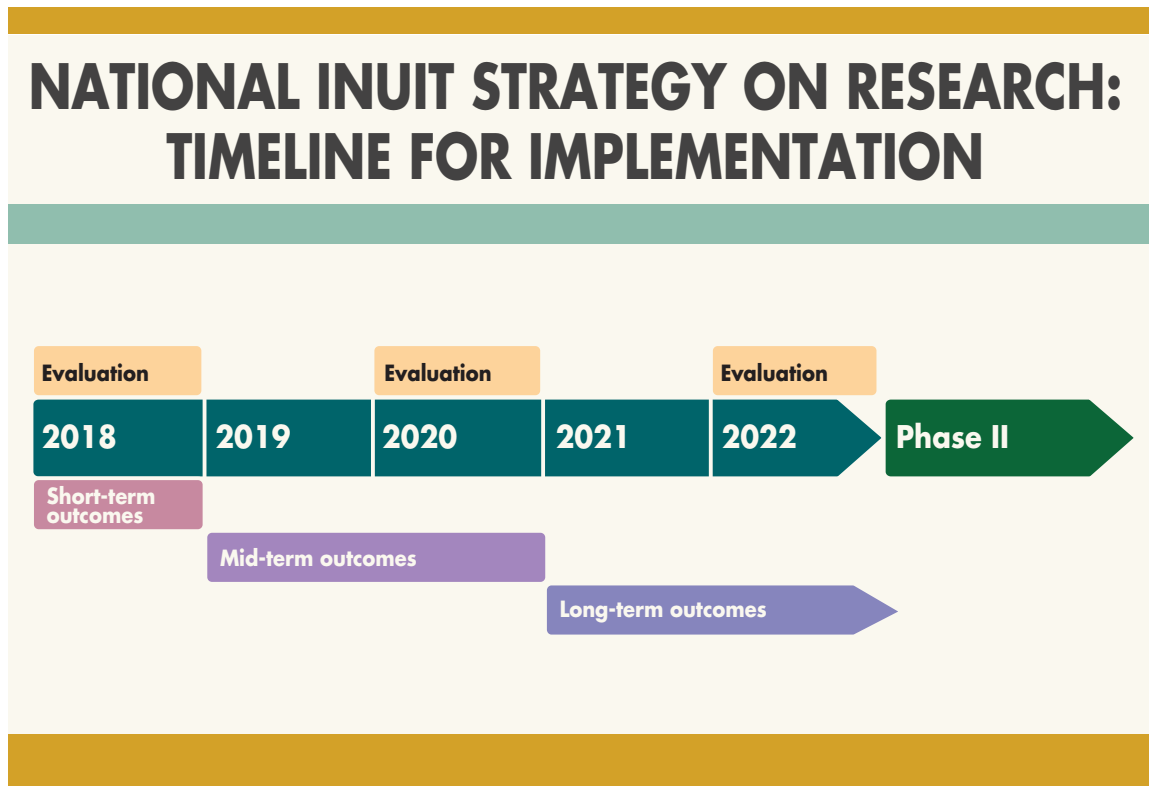 NATIONAL INUIT STRATEGY ON RESEARCH:
TIMELINE FOR IMPLEMENTATION
Evaluation
Evaluation
Evaluation
2018
2019
2020
2021
2022
Phase II
Short-term
outcomes
Mid-term outcomes
Long-term outcomes